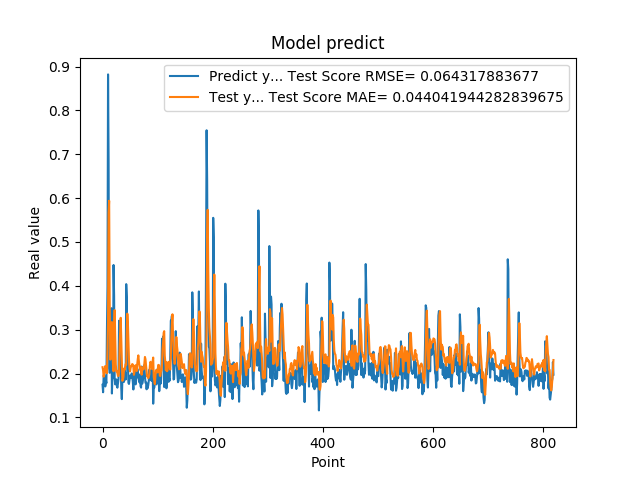 Model predict
Predict y... Test Score RMSE= 0.064317883677
Test y... Test Score MAE= 0.044041944282839675
0.9
0.8
0.7
0.6
0.5
0.4
0.3
0.2
0.1
Real value
0 200 400 600 800
Point